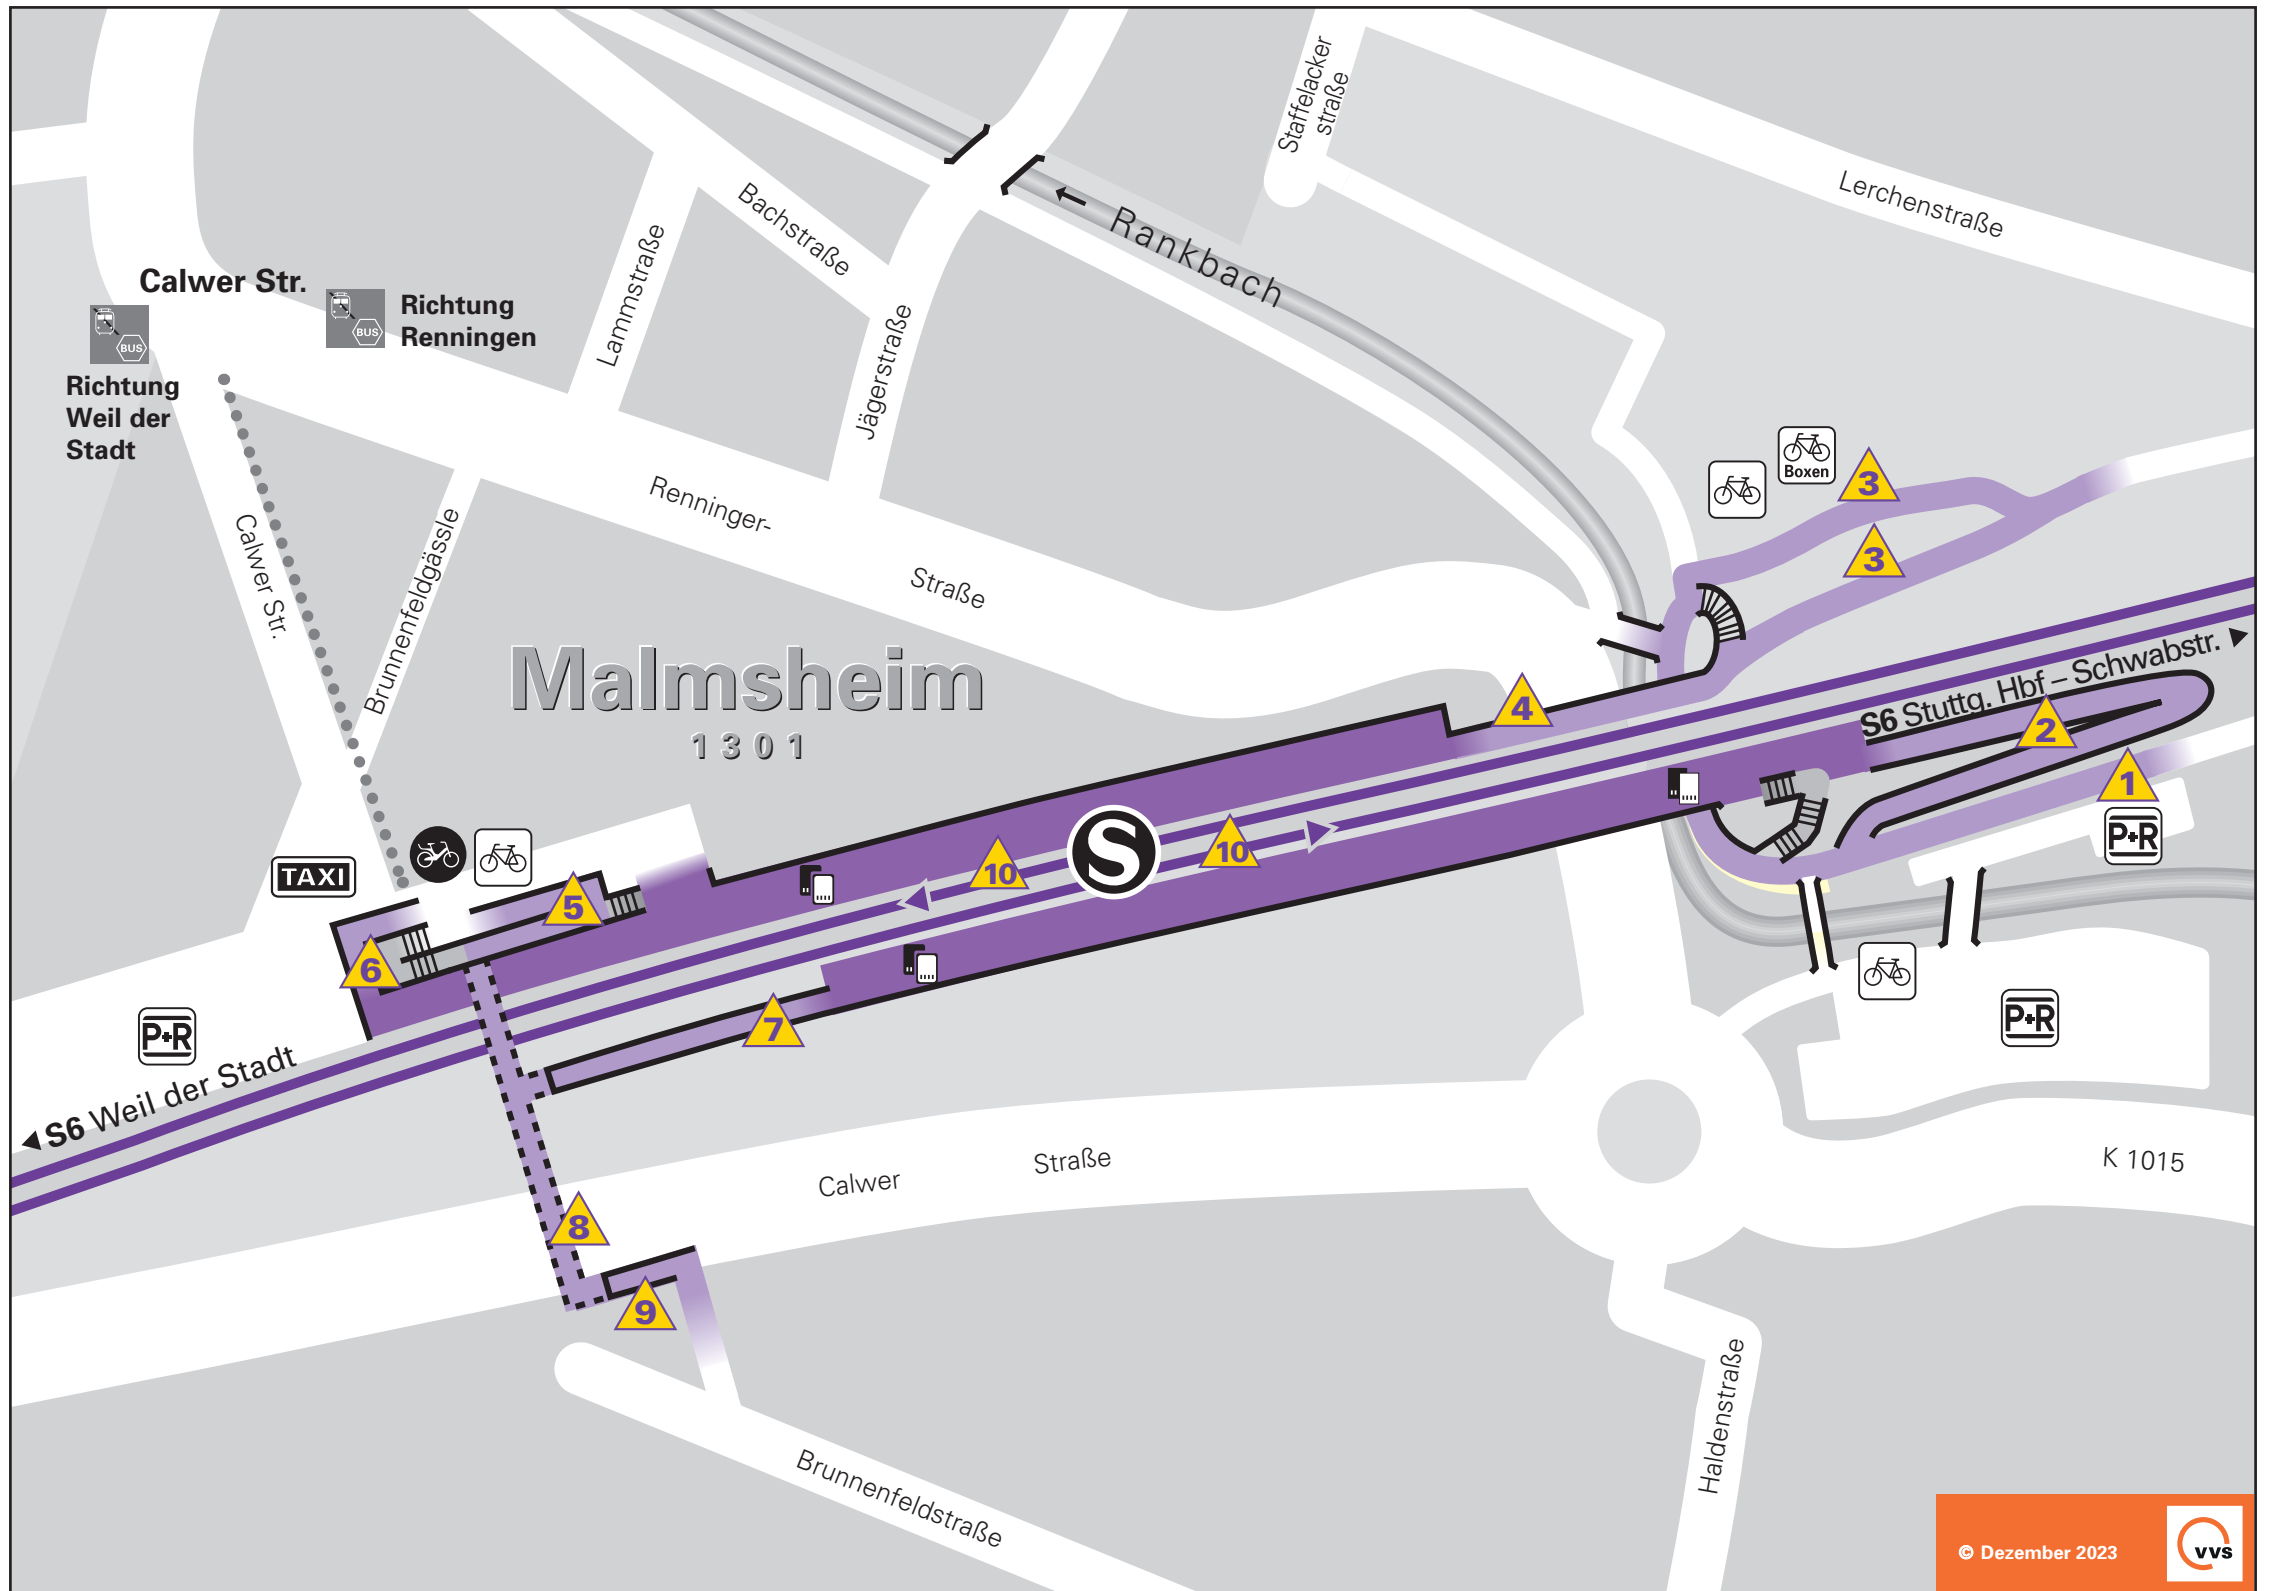 Staffelacker
straße
Lerchenstraße
Bachstraße
Rankbach
Lammstraße
Jägerstraße
Calwer Str.
BUS
BUS
Richtung
Renningen
Richtung
Weil der
Stadt
Boxen
3
3
Renninger-
Straße
Calwer Str.
Brunnenfeldgässle
Malmsheim
1301
4
S6 Stuttg. Hbf – Schwabstr.
2
1
P+R
S
10
10
TAXI
5
6
7
P+R
S6 Weil der Stadt
P+R
Calwer
Straße
K 1015
8
9
Haldenstraße
Brunnenfeldstraße
© Dezember 2023
vvs